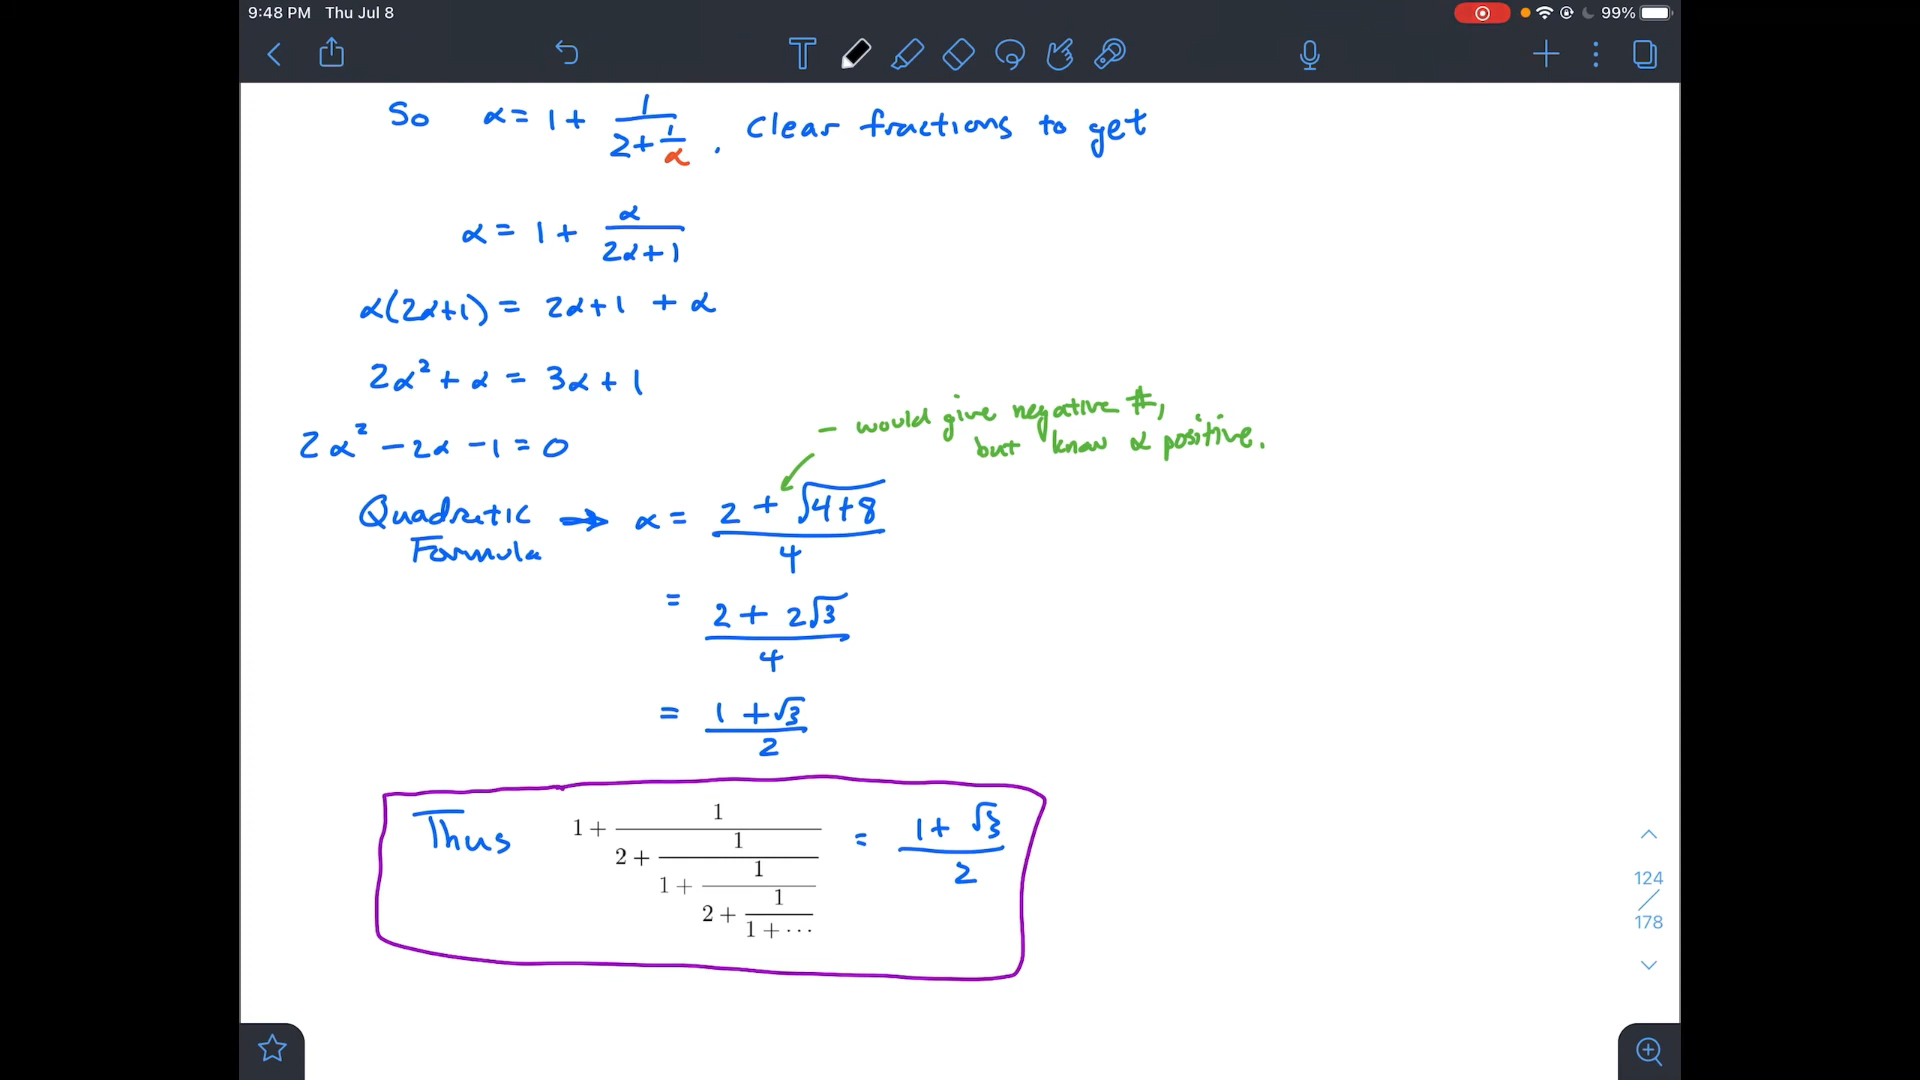 9:48 PM Thu Jul 8
99%
So α = 1 + 1/(2 + 1/α) . Clear fractions to get
α = 1 + α/(2α+1)
α(2α+1) = 2α+1 + α
2α² + α = 3α + 1
2α² − 2α − 1 = 0
− would give negative #,
but know α positive.
Quadratic Formula → α = (2 + √(4+8))/4
= (2 + 2√3)/4
= (1 + √3)/2
Thus 1 + 1/(2 + 1/(1 + 1/(2 + 1/(1 + ⋯)))) = (1 + √3)/2
124
/
178